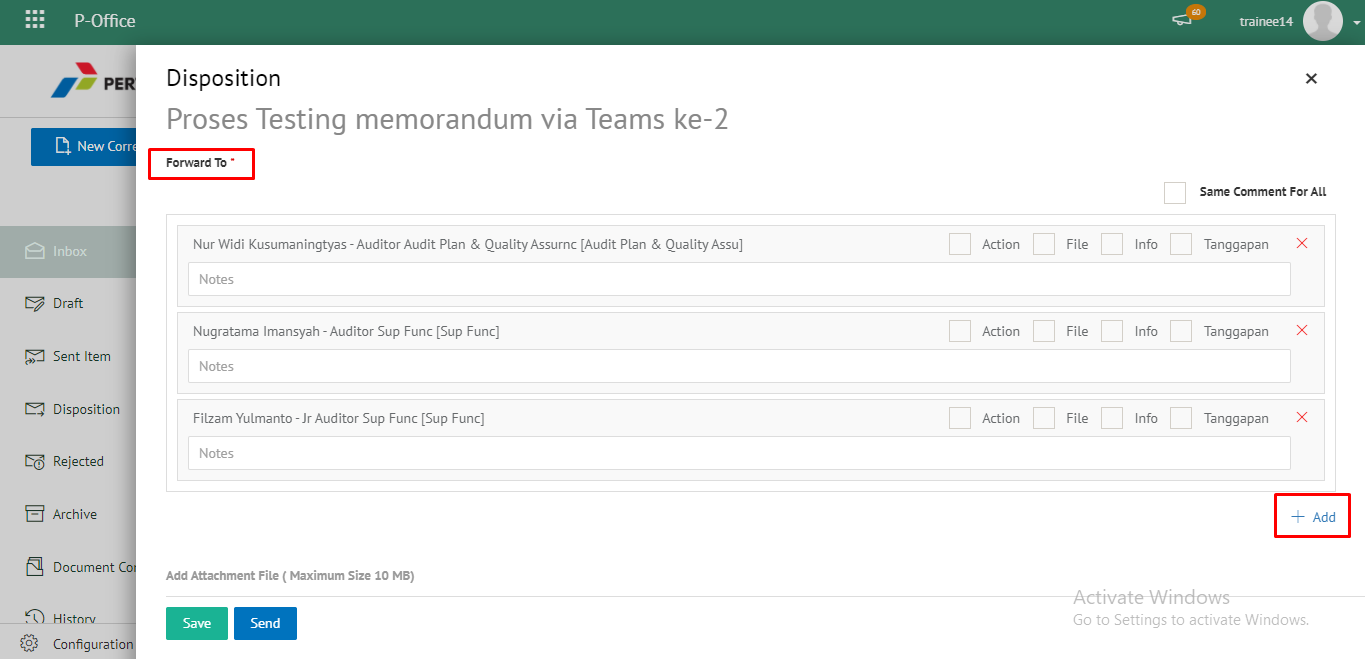 P-Office
60
trainee14
PER
New Corre
Inbox
Draft
Sent Item
Disposition
Rejected
Archive
Document Cor
History
Configuration
Disposition
Proses Testing memorandum via Teams ke-2
Forward To *
Same Comment For All
Nur Widi Kusumaningtyas - Auditor Audit Plan & Quality Assurnc [Audit Plan & Quality Assu] Action File Info Tanggapan
Notes
Nugratama Imansyah - Auditor Sup Func [Sup Func] Action File Info Tanggapan
Notes
Filzam Yulmanto - Jr Auditor Sup Func [Sup Func] Action File Info Tanggapan
Notes
+ Add
Add Attachment File ( Maximum Size 10 MB)
Save Send
Activate Windows
Go to Settings to activate Windows.